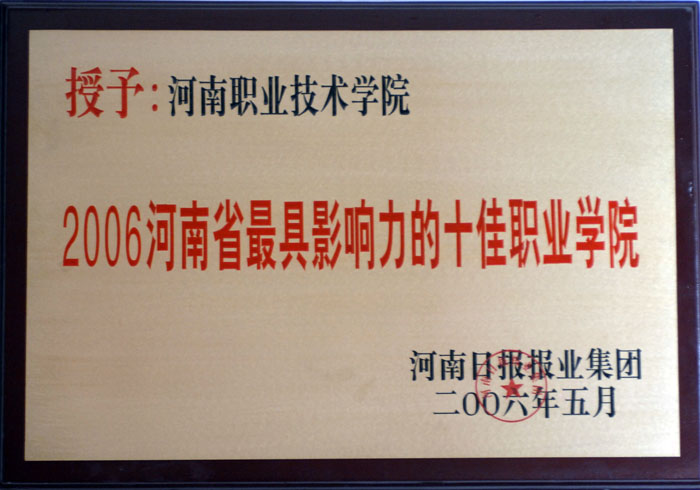 授予:河南职业技术学院
2006河南省最具影响力的十佳职业学院
河南日报报业集团
二00六年五月